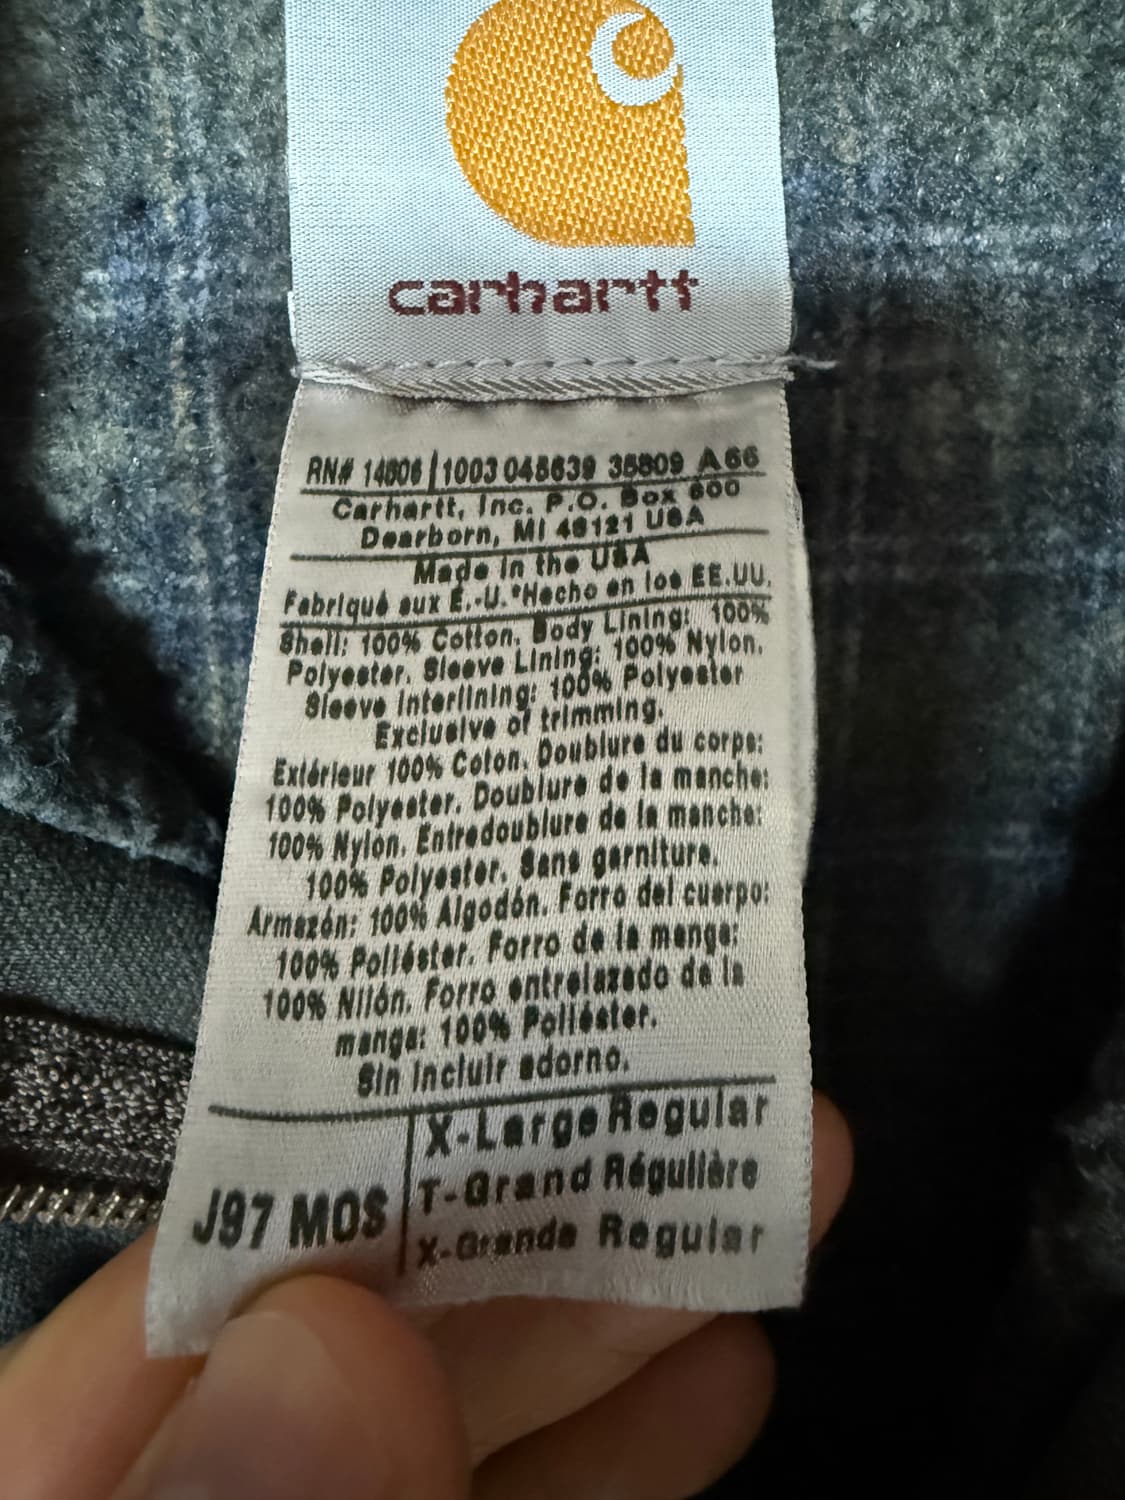 carhartt
RN# 14806 | 1003 045639 35809 A66
Carhartt, Inc. P.O. Box 600
Dearborn, MI 48121 USA
Made in the USA
Fabriqué aux É.-U.*Hecho en los EE.UU.
Shell: 100% Cotton. Body Lining: 100%
Polyester. Sleeve Lining: 100% Nylon.
Sleeve Interlining: 100% Polyester
Exclusive of trimming.
Extérieur 100% Coton. Doublure du corps:
100% Polyester. Doublure de la manche:
100% Nylon. Entredoublure de la manche:
100% Polyester. Sans garniture.
Armazón: 100% Algodón. Forro del cuerpo:
100% Poliéster. Forro de la manga:
100% Nilón. Forro entrelazado de la
manga: 100% Poliéster.
Sin incluir adorno.
J97 MOS
X-Large Regular
T-Grand Régulière
X-Grande Regular